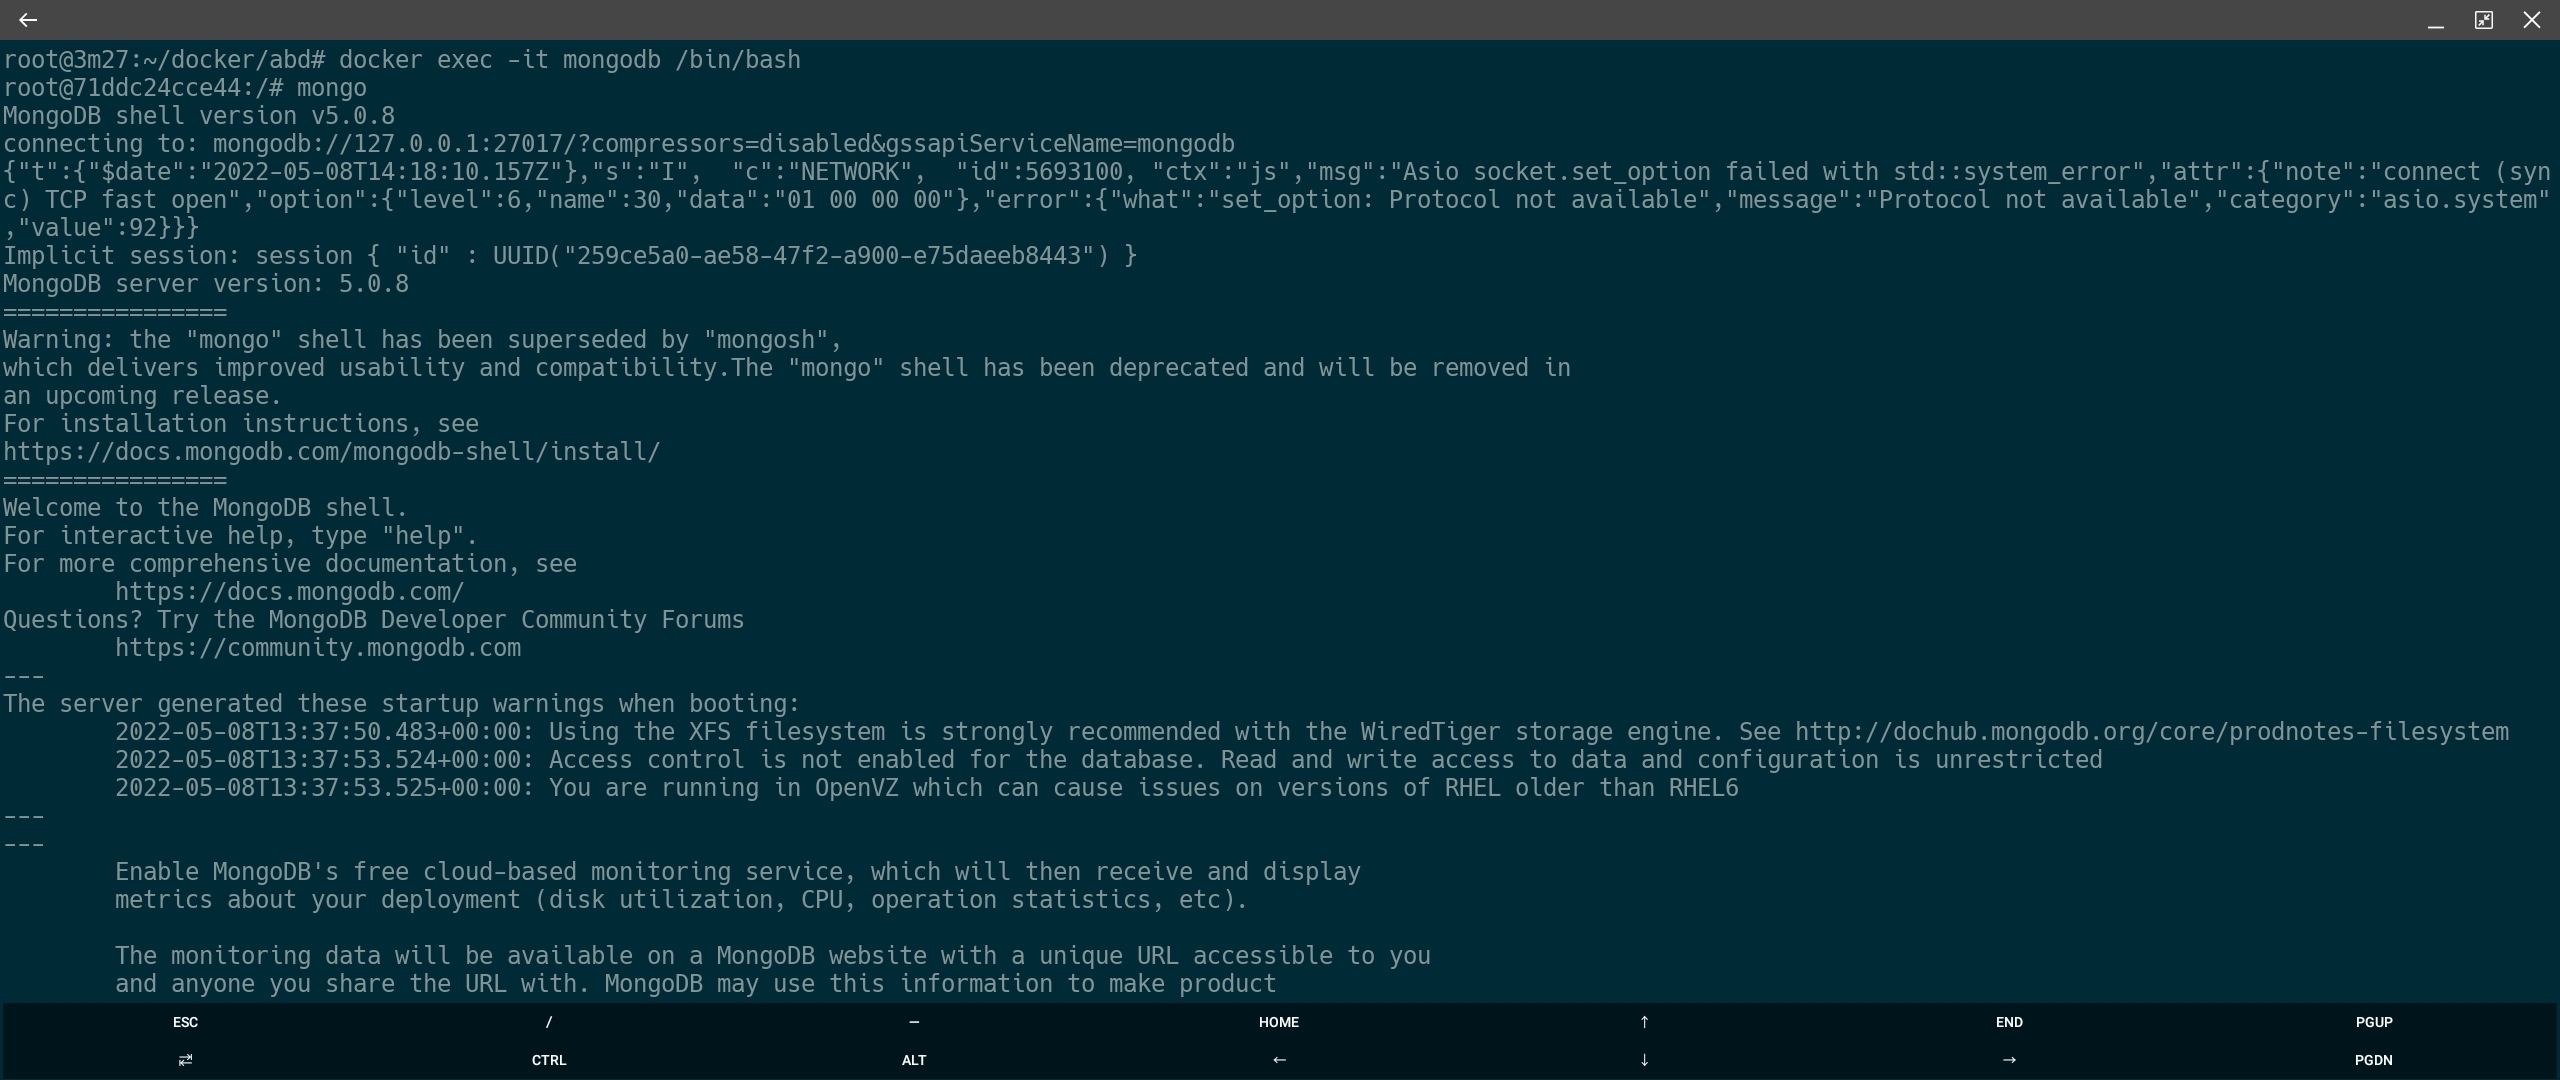 root@3m27:~/docker/abd# docker exec -it mongodb /bin/bash
root@71ddc24cce44:/# mongo
MongoDB shell version v5.0.8
connecting to: mongodb://127.0.0.1:27017/?compressors=disabled&gssapiServiceName=mongodb
{"t":{"$date":"2022-05-08T14:18:10.157Z"},"s":"I",  "c":"NETWORK",  "id":5693100, "ctx":"js","msg":"Asio socket.set_option failed with std::system_error","attr":{"note":"connect (syn
c) TCP fast open","option":{"level":6,"name":30,"data":"01 00 00 00"},"error":{"what":"set_option: Protocol not available","message":"Protocol not available","category":"asio.system"
,"value":92}}}
Implicit session: session { "id" : UUID("259ce5a0-ae58-47f2-a900-e75daeeb8443") }
MongoDB server version: 5.0.8
================
Warning: the "mongo" shell has been superseded by "mongosh",
which delivers improved usability and compatibility.The "mongo" shell has been deprecated and will be removed in
an upcoming release.
For installation instructions, see
https://docs.mongodb.com/mongodb-shell/install/
================
Welcome to the MongoDB shell.
For interactive help, type "help".
For more comprehensive documentation, see
        https://docs.mongodb.com/
Questions? Try the MongoDB Developer Community Forums
        https://community.mongodb.com
---
The server generated these startup warnings when booting:
        2022-05-08T13:37:50.483+00:00: Using the XFS filesystem is strongly recommended with the WiredTiger storage engine. See http://dochub.mongodb.org/core/prodnotes-filesystem
        2022-05-08T13:37:53.524+00:00: Access control is not enabled for the database. Read and write access to data and configuration is unrestricted
        2022-05-08T13:37:53.525+00:00: You are running in OpenVZ which can cause issues on versions of RHEL older than RHEL6
---
---
        Enable MongoDB's free cloud-based monitoring service, which will then receive and display
        metrics about your deployment (disk utilization, CPU, operation statistics, etc).

        The monitoring data will be available on a MongoDB website with a unique URL accessible to you
        and anyone you share the URL with. MongoDB may use this information to make product
ESC / — HOME ↑ END PGUP
⇄ CTRL ALT ← ↓ → PGDN